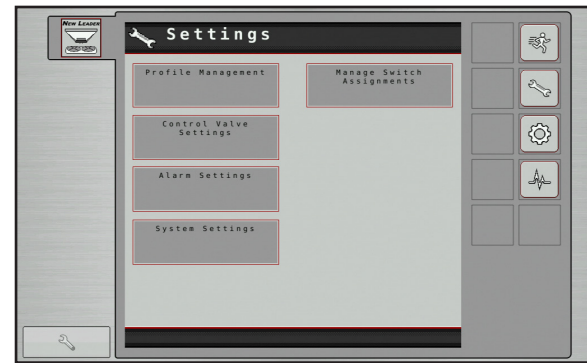 New Leader
Settings
Profile Management
Manage Switch
Assignments
Control Valve
Settings
Alarm Settings
System Settings